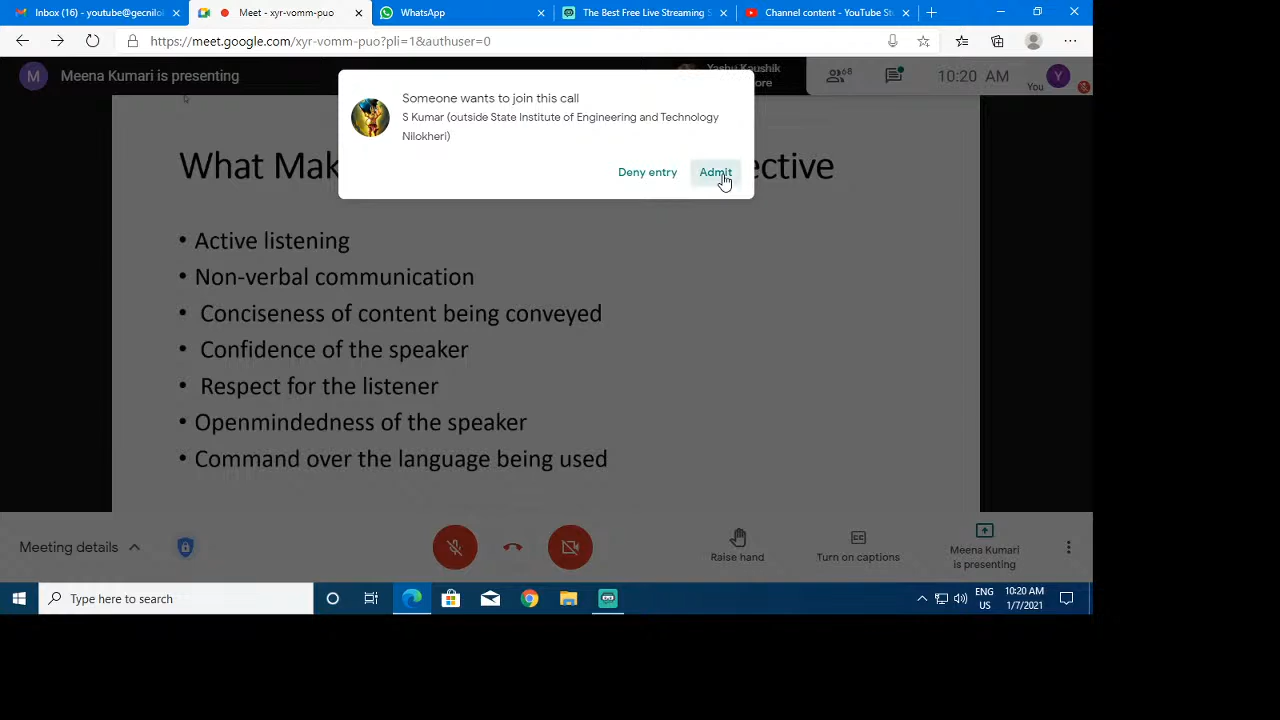 Inbox (16) - youtube@gecnilo
Meet - xyr-vomm-puo
WhatsApp
The Best Free Live Streaming S
Channel content - YouTube St
https://meet.google.com/xyr-vomm-puo?pli=1&authuser=0
M
Meena Kumari is presenting
Yashu Kaushik
ore
68
10:20 AM
You
Y
Someone wants to join this call
S Kumar (outside State Institute of Engineering and Technology
Nilokheri)
Deny entry
Admit
What Mak
ective
• Active listening
• Non-verbal communication
• Conciseness of content being conveyed
• Confidence of the speaker
• Respect for the listener
• Openmindedness of the speaker
• Command over the language being used
Meeting details
Raise hand
CC
Turn on captions
Meena Kumari
is presenting
Type here to search
ENG
US
10:20 AM
1/7/2021